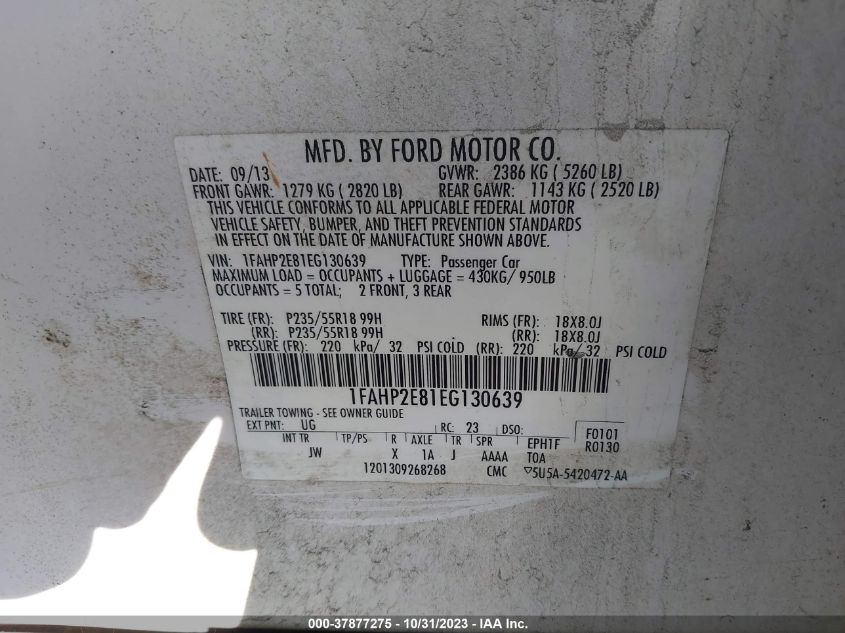 MFD. BY FORD MOTOR CO.
DATE: 09/13 GVWR: 2386 KG ( 5260 LB)
FRONT GAWR: 1279 KG ( 2820 LB) REAR GAWR: 1143 KG ( 2520 LB)
THIS VEHICLE CONFORMS TO ALL APPLICABLE FEDERAL MOTOR
VEHICLE SAFETY, BUMPER, AND THEFT PREVENTION STANDARDS
IN EFFECT ON THE DATE OF MANUFACTURE SHOWN ABOVE.
VIN: 1FAHP2E81EG130639 TYPE: Passenger Car
MAXIMUM LOAD = OCCUPANTS + LUGGAGE = 430KG/ 950LB
OCCUPANTS = 5 TOTAL; 2 FRONT, 3 REAR
TIRE (FR): P235/55R18 99H RIMS (FR): 18X8.0J
(RR): P235/55R18 99H (RR): 18X8.0J
PRESSURE (FR): 220 kPa/ 32 PSI COLD (RR): 220 kPa/ 32 PSI COLD
1FAHP2E81EG130639
TRAILER TOWING - SEE OWNER GUIDE
EXT PNT: UG RC: 23 DSO: F0101
INT TR TP/PS R AXLE TR SPR EPH1F R0130
JW X 1A J AAAA TOA
1201309268268 CMC ▽5U5A-5420472-AA
000-37877275 - 10/31/2023 - IAA Inc.